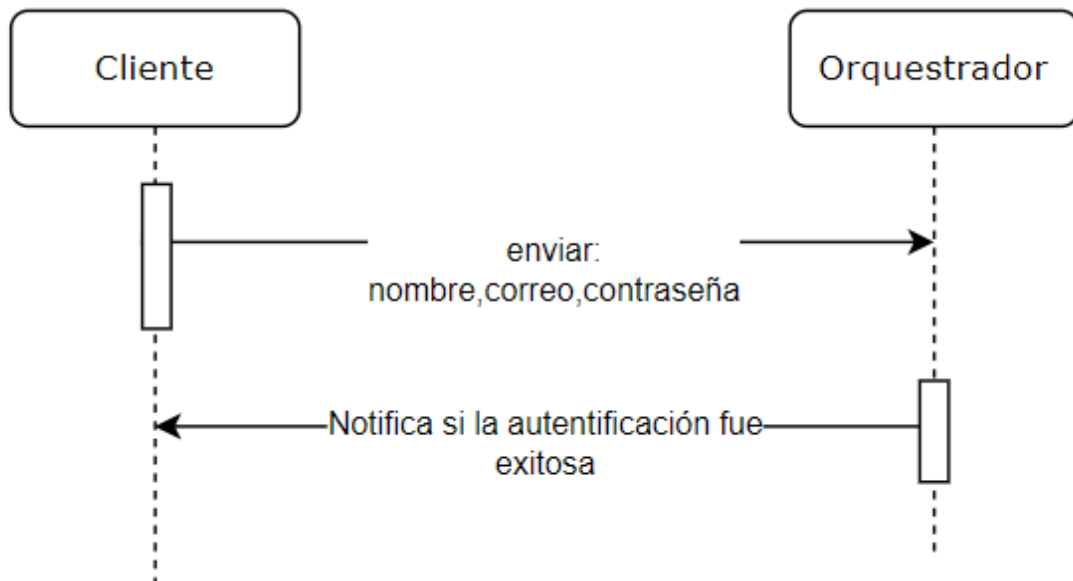 Cliente
Orquestrador
enviar:
nombre,correo,contraseña
Notifica si la autentificación fue
exitosa